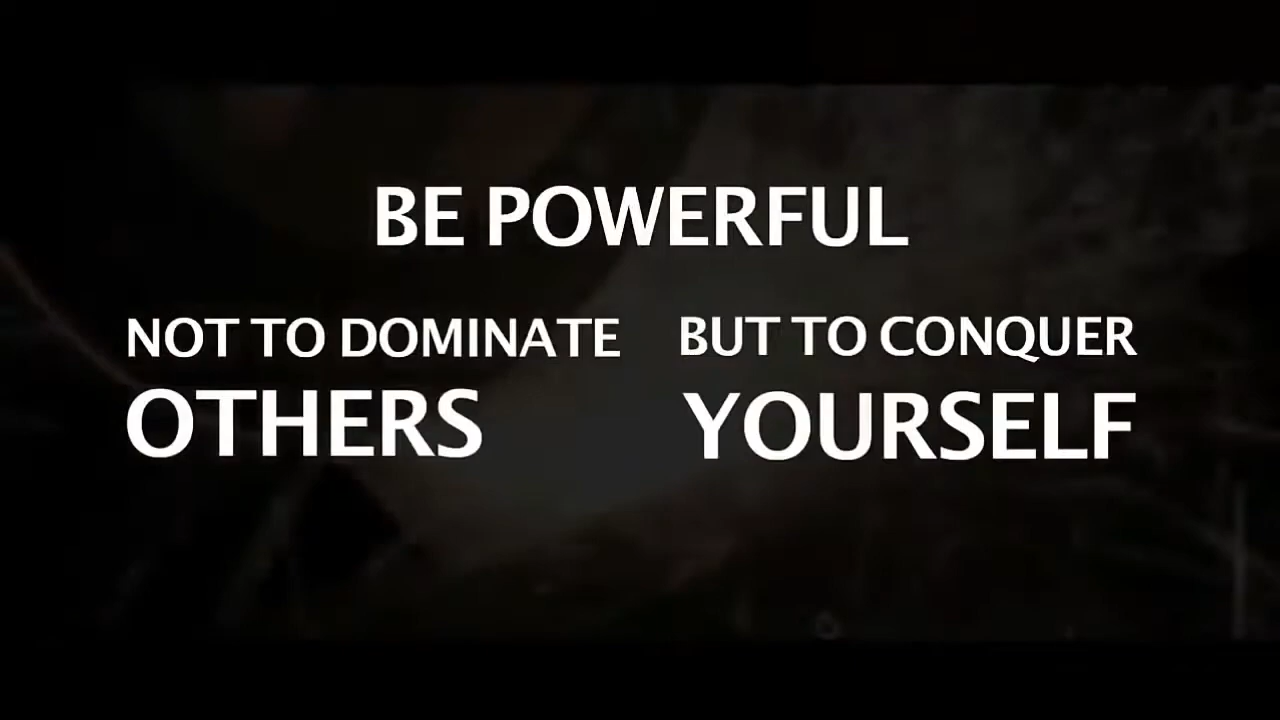 BE POWERFUL
NOT TO DOMINATE
OTHERS
BUT TO CONQUER
YOURSELF